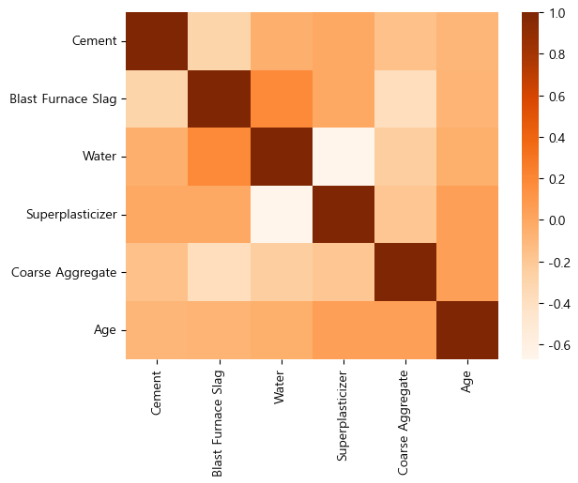 Cement
Blast Furnace Slag
Water
Superplasticizer
Coarse Aggregate
Age
Cement
Blast Furnace Slag
Water
Superplasticizer
Coarse Aggregate
Age
1.0
0.8
0.6
0.4
0.2
0.0
-0.2
-0.4
-0.6